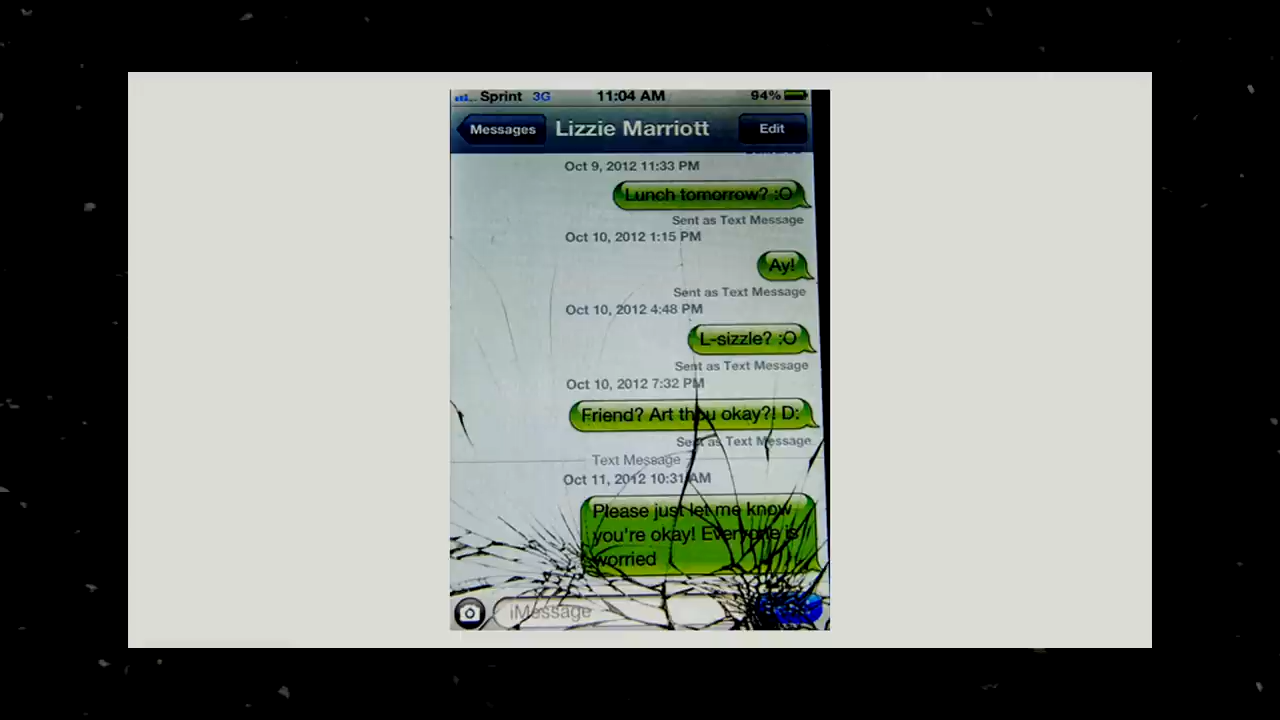 Sprint 3G 11:04 AM 94%
Messages Lizzie Marriott Edit
Oct 9, 2012 11:33 PM
Lunch tomorrow? :O
Sent as Text Message
Oct 10, 2012 1:15 PM
Ay!
Sent as Text Message
Oct 10, 2012 4:48 PM
L-sizzle? :O
Sent as Text Message
Oct 10, 2012 7:32 PM
Friend? Art thou okay?! D:
Sent as Text Message
Text Message
Oct 11, 2012 10:31 AM
Please just let me know
you're okay! Everyone is
worried
iMessage